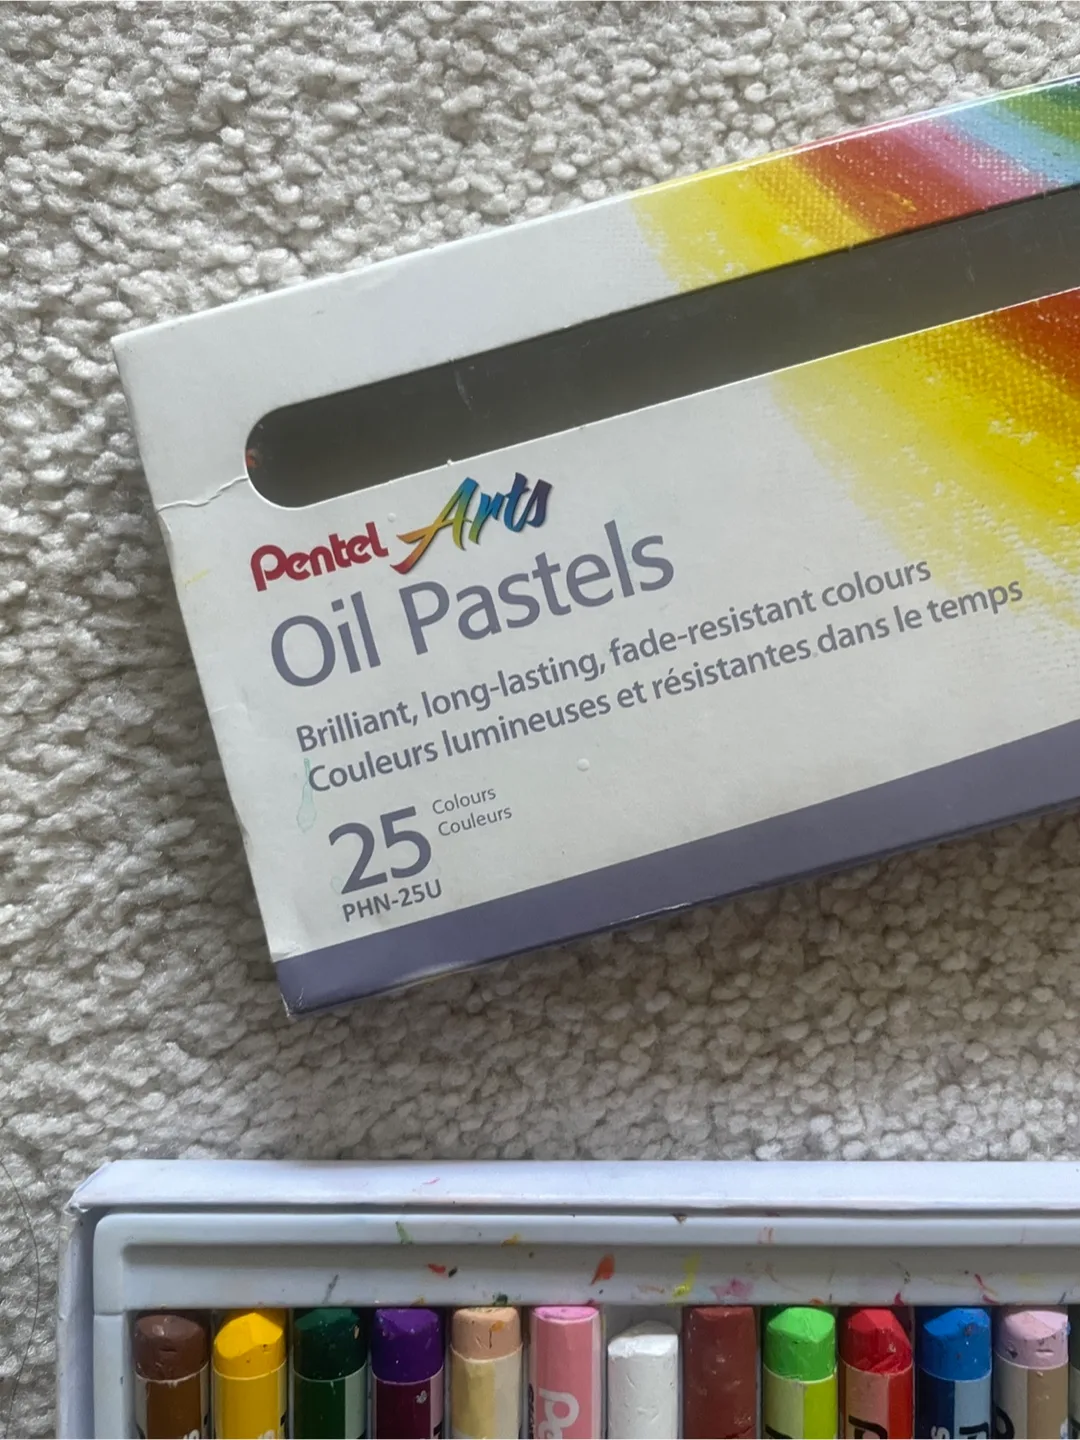 Pentel Arts
Oil Pastels
Brilliant, long-lasting, fade-resistant colours
Couleurs lumineuses et résistantes dans le temps
25 Colours
Couleurs
PHN-25U